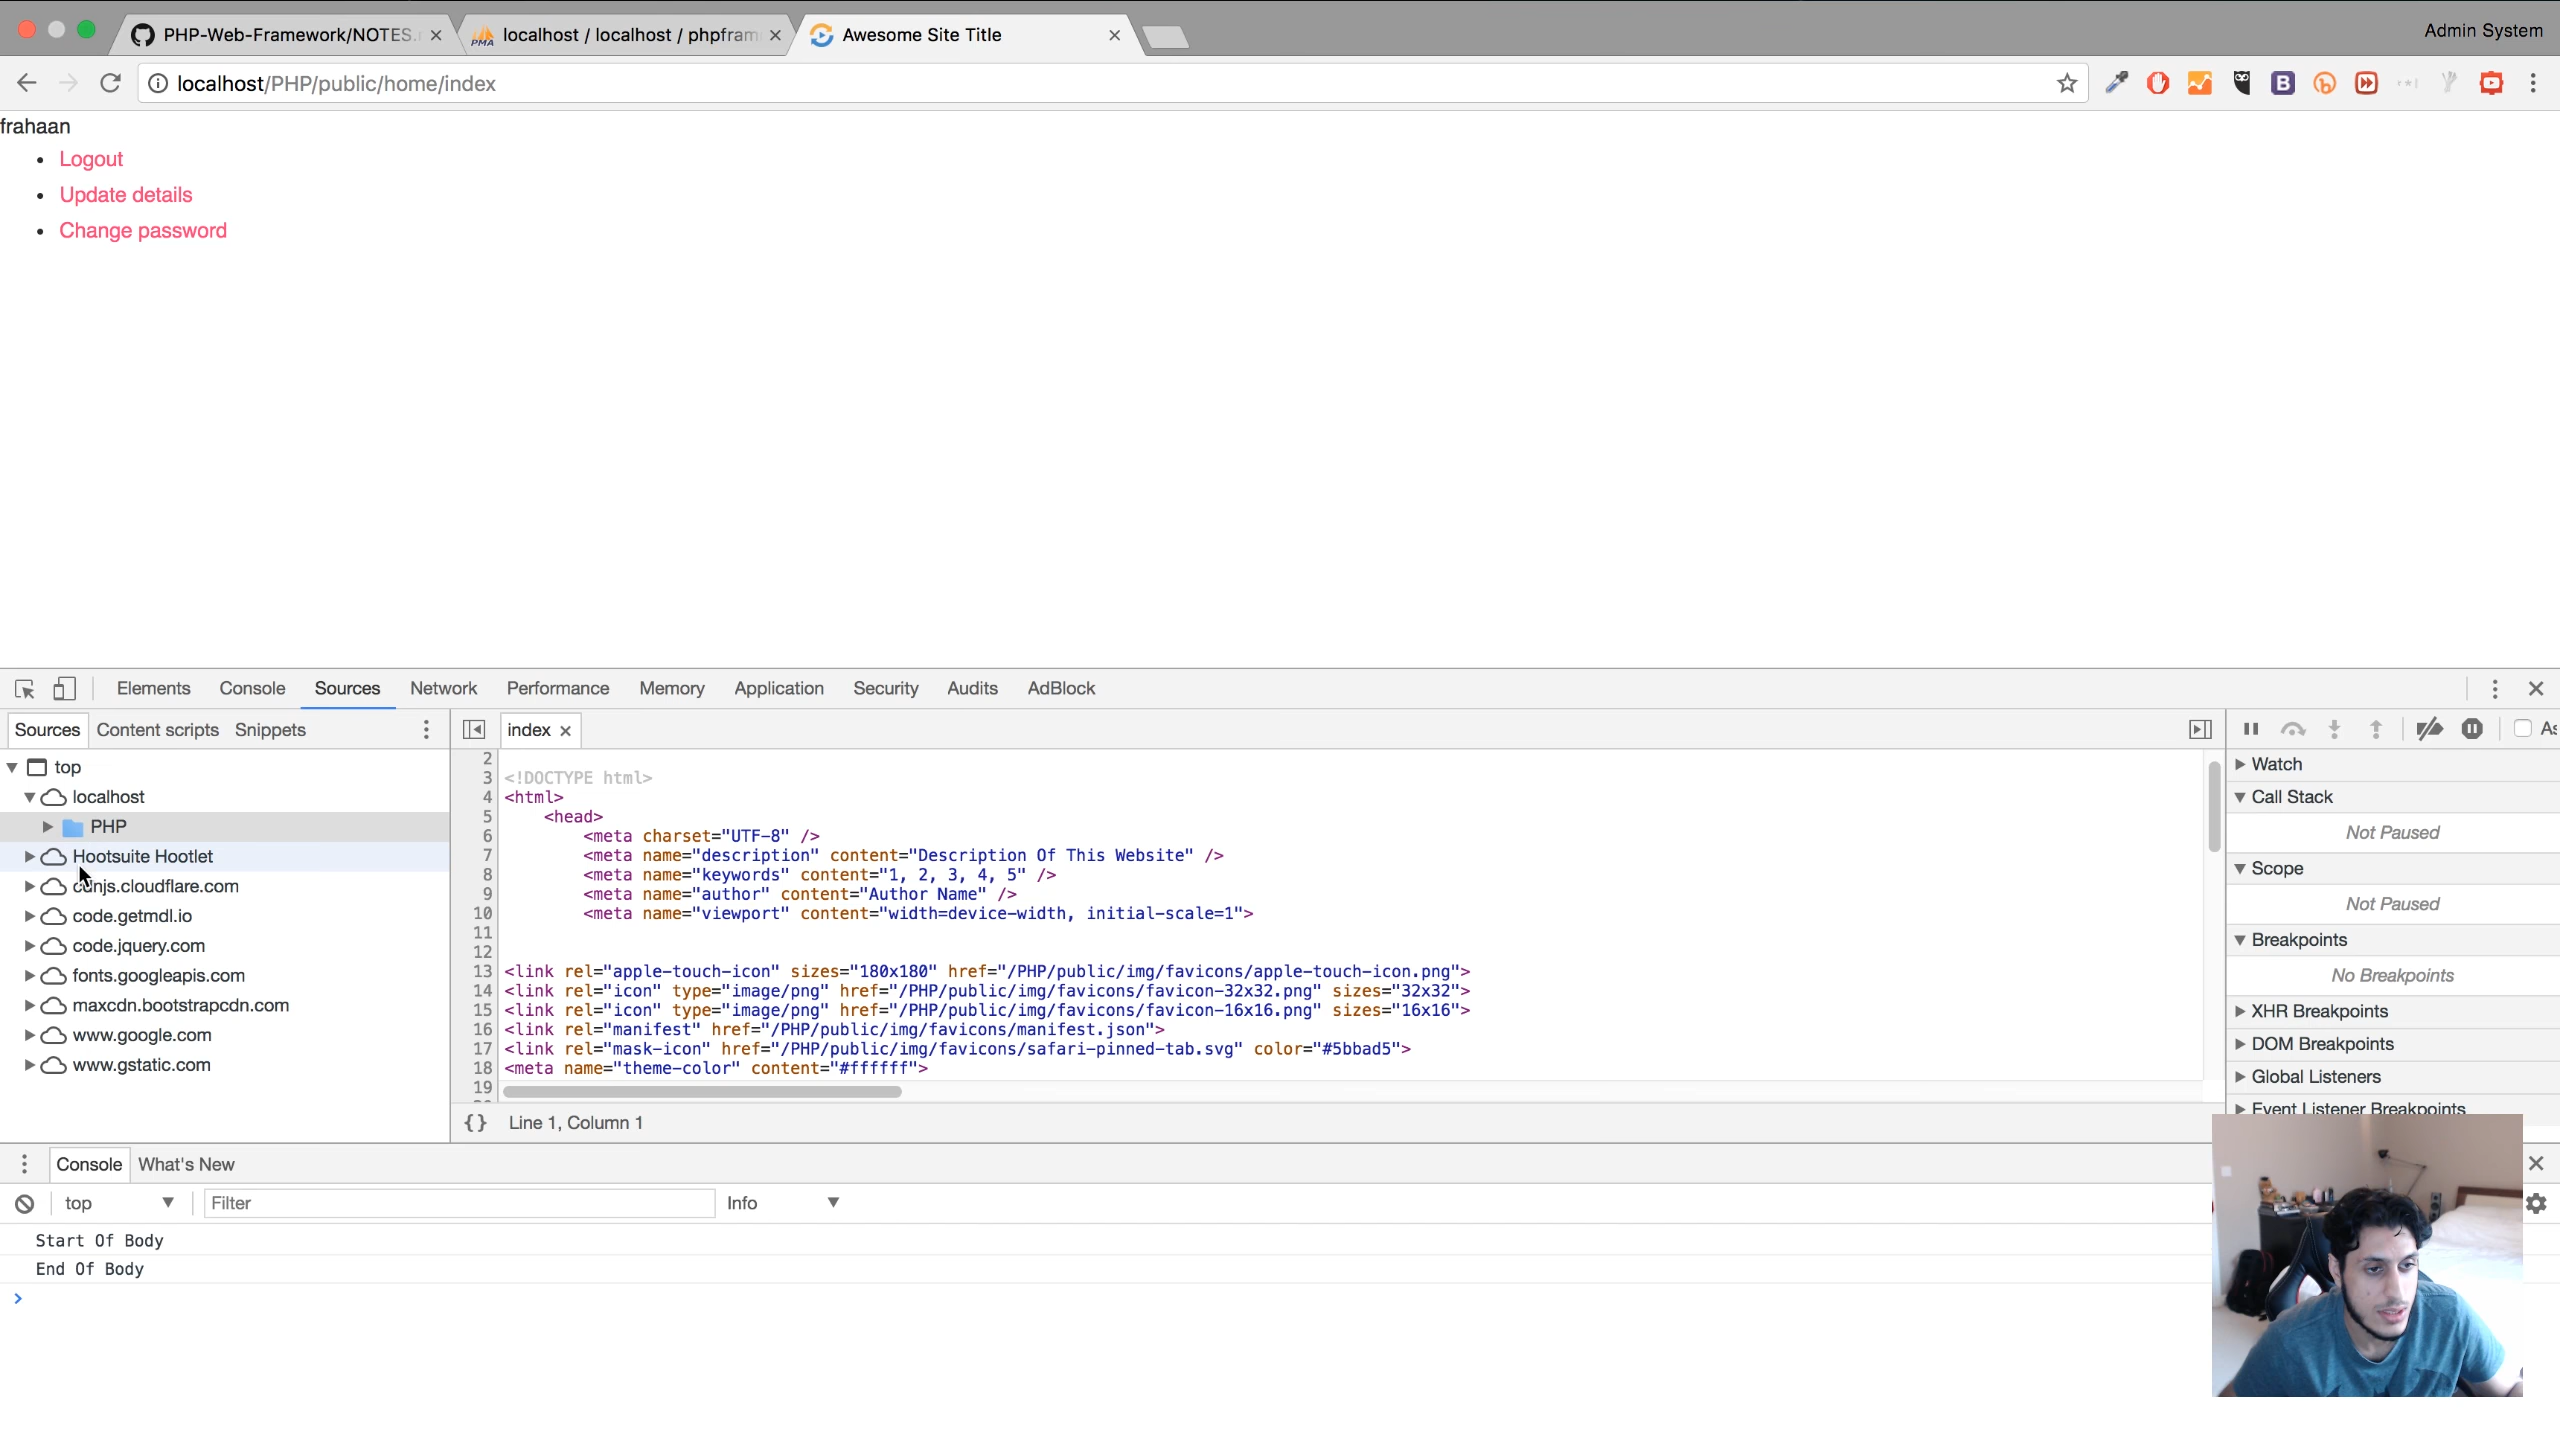 PHP-Web-Framework/NOTES.
localhost / localhost / phpfram
Awesome Site Title
Admin System
localhost/PHP/public/home/index
frahaan
Logout
Update details
Change password
Elements Console Sources Network Performance Memory Application Security Audits AdBlock
Sources Content scripts Snippets
index
top
localhost
PHP
Hootsuite Hootlet
cdnjs.cloudflare.com
code.getmdl.io
code.jquery.com
fonts.googleapis.com
maxcdn.bootstrapcdn.com
www.google.com
www.gstatic.com
2
3 <!DOCTYPE html>
4 <html>
5 <head>
6 <meta charset="UTF-8" />
7 <meta name="description" content="Description Of This Website" />
8 <meta name="keywords" content="1, 2, 3, 4, 5" />
9 <meta name="author" content="Author Name" />
10 <meta name="viewport" content="width=device-width, initial-scale=1">
11
12
13 <link rel="apple-touch-icon" sizes="180x180" href="/PHP/public/img/favicons/apple-touch-icon.png">
14 <link rel="icon" type="image/png" href="/PHP/public/img/favicons/favicon-32x32.png" sizes="32x32">
15 <link rel="icon" type="image/png" href="/PHP/public/img/favicons/favicon-16x16.png" sizes="16x16">
16 <link rel="manifest" href="/PHP/public/img/favicons/manifest.json">
17 <link rel="mask-icon" href="/PHP/public/img/favicons/safari-pinned-tab.svg" color="#5bbad5">
18 <meta name="theme-color" content="#ffffff">
19
{} Line 1, Column 1
As
Watch
Call Stack
Not Paused
Scope
Not Paused
Breakpoints
No Breakpoints
XHR Breakpoints
DOM Breakpoints
Global Listeners
Event Listener Breakpoints
Console What's New
top Filter Info
Start Of Body
End Of Body